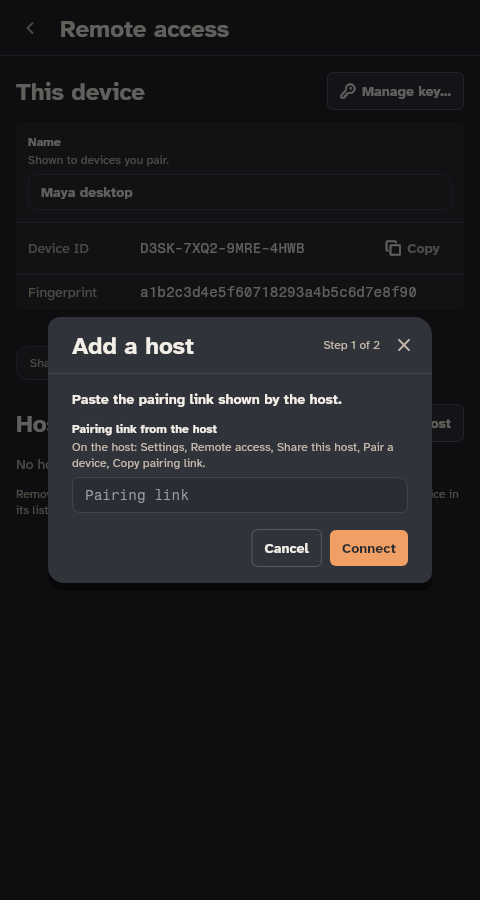 Remote access
This device
Manage key...
Name
Shown to devices you pair.
Maya desktop
Device ID
D3SK-7XQ2-9MRE-4HWB
Copy
Fingerprint
a1b2c3d4e5f60718293a4b5c6d7e8f90
Add a host
Step 1 of 2
Paste the pairing link shown by the host.
Pairing link from the host
On the host: Settings, Remote access, Share this host, Pair a
device, Copy pairing link.
Pairing link
Cancel
Connect